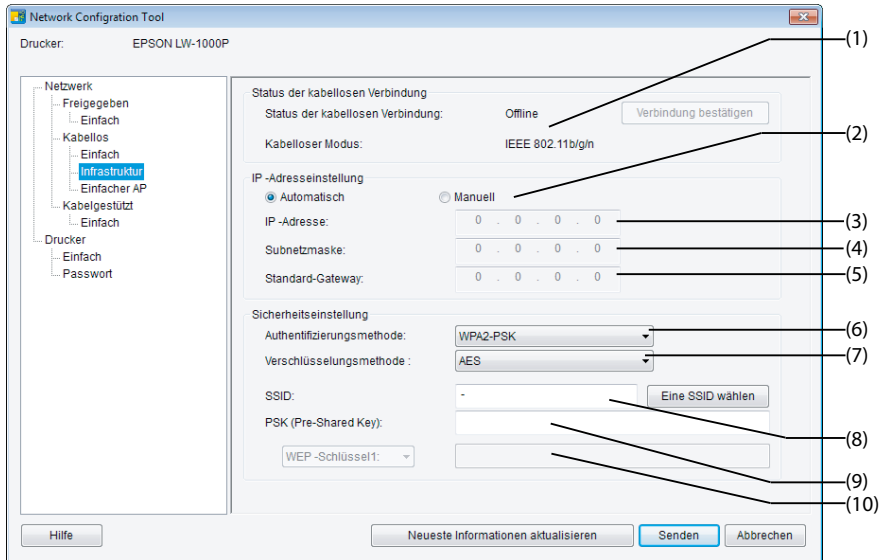 Network Configration Tool
Drucker: EPSON LW-1000P
(1)
Netzwerk
Freigegeben
Einfach
Kabellos
Einfach
Infrastruktur
Einfacher AP
Kabelgestützt
Einfach
Drucker
Einfach
Passwort
Status der kabellosen Verbindung
Status der kabellosen Verbindung: Offline Verbindung bestätigen
(2)
Kabelloser Modus: IEEE 802.11b/g/n
IP -Adresseinstellung
Automatisch Manuell
IP -Adresse: 0 . 0 . 0 . 0 (3)
Subnetzmaske: 0 . 0 . 0 . 0 (4)
Standard-Gateway: 0 . 0 . 0 . 0 (5)
Sicherheitseinstellung
Authentifizierungsmethode: WPA2-PSK (6)
Verschlüsselungsmethode : AES (7)
SSID: - Eine SSID wählen
PSK (Pre-Shared Key): (8)
WEP -Schlüssel1:
(9)
(10)
Hilfe Neueste Informationen aktualisieren Senden Abbrechen